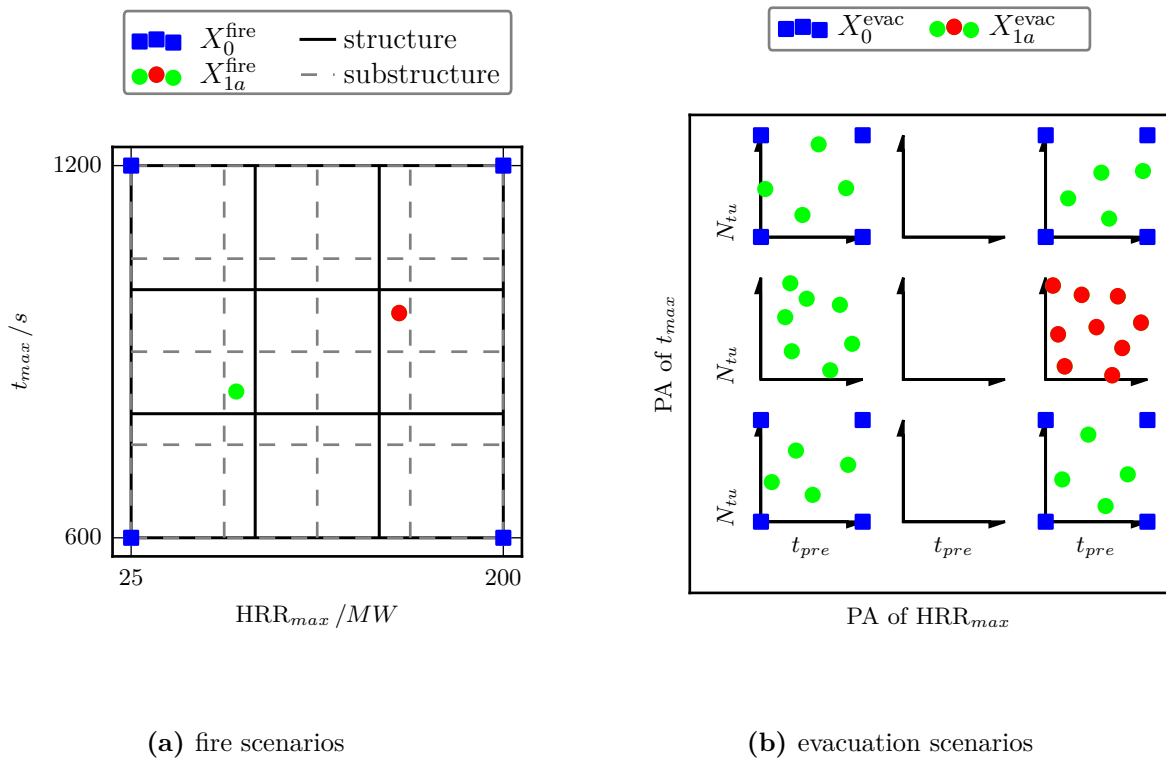 X_0^fire structure
X_1a^fire substructure
1200
t_max / s
600
25 200
HRR_max / MW
(a) fire scenarios
X_0^evac X_1a^evac
N_tu
N_tu
N_tu
PA of t_max
t_pre t_pre t_pre
PA of HRR_max
(b) evacuation scenarios